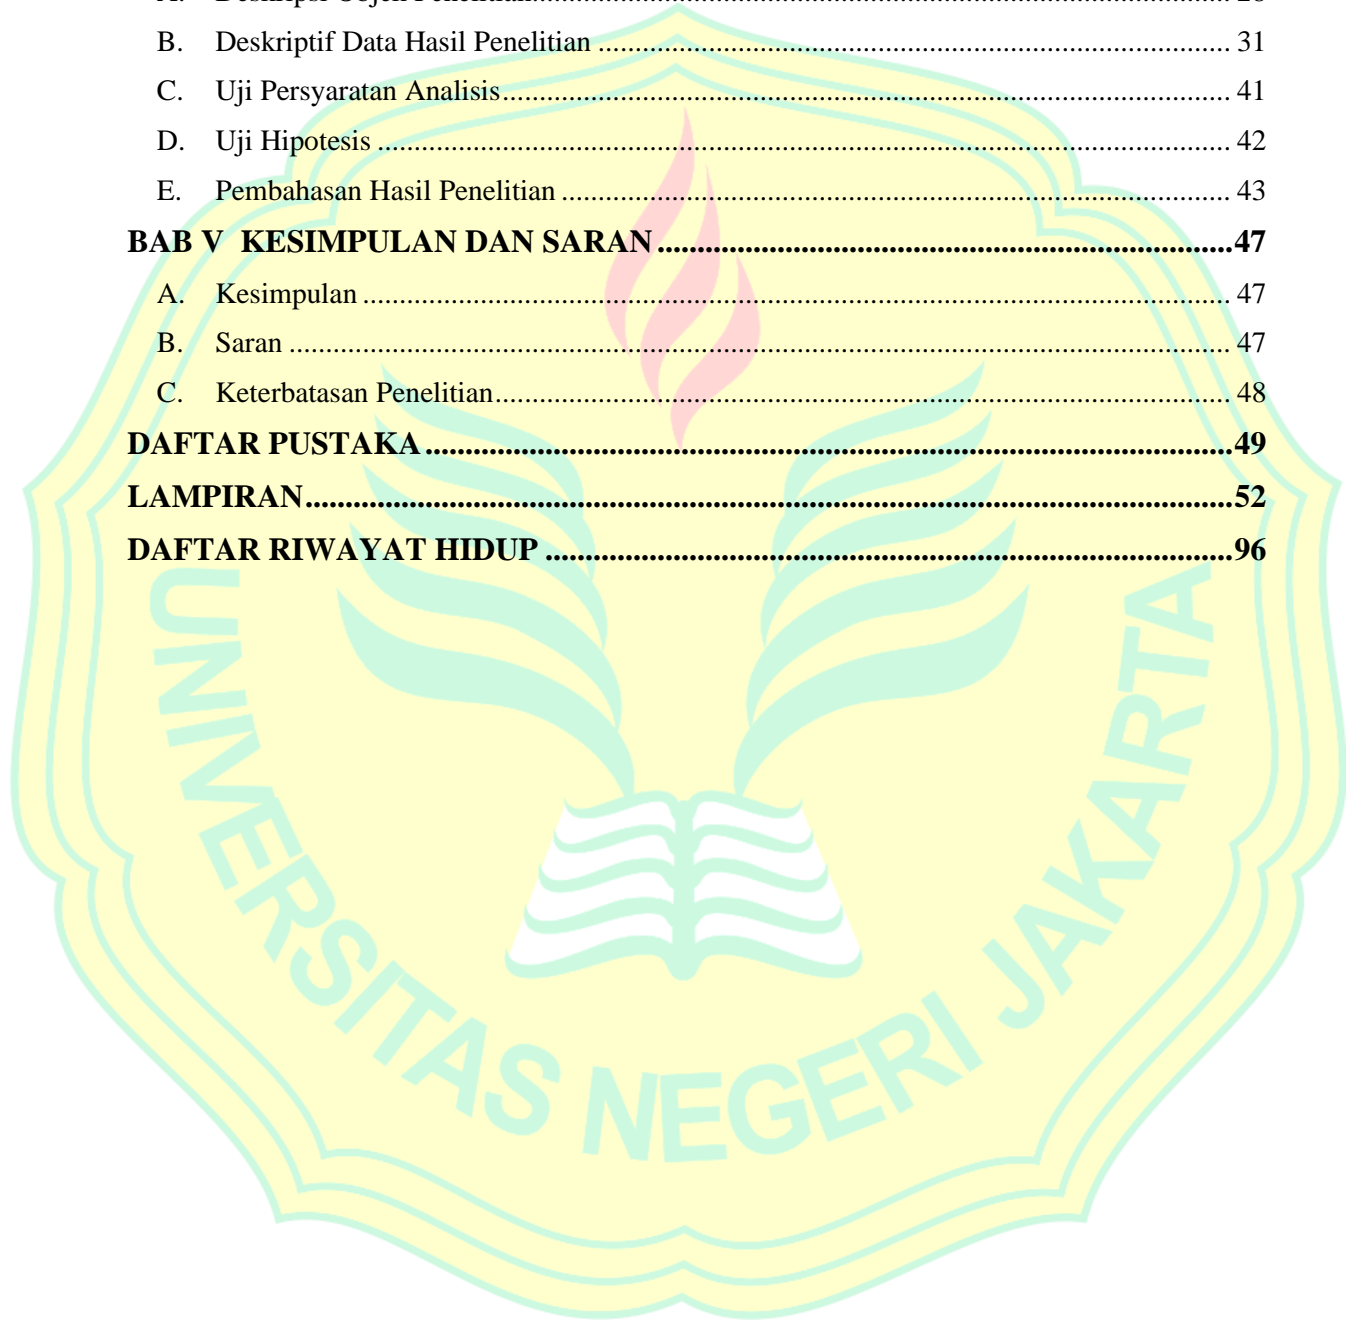 B. Deskriptif Data Hasil Penelitian ........ 31
C. Uji Persyaratan Analisis ........ 41
D. Uji Hipotesis ........ 42
E. Pembahasan Hasil Penelitian ........ 43
BAB V KESIMPULAN DAN SARAN ........ 47
A. Kesimpulan ........ 47
B. Saran ........ 47
C. Keterbatasan Penelitian ........ 48
DAFTAR PUSTAKA ........ 49
LAMPIRAN ........ 52
DAFTAR RIWAYAT HIDUP ........ 96
UNIVERSITAS NEGERI JAKARTA